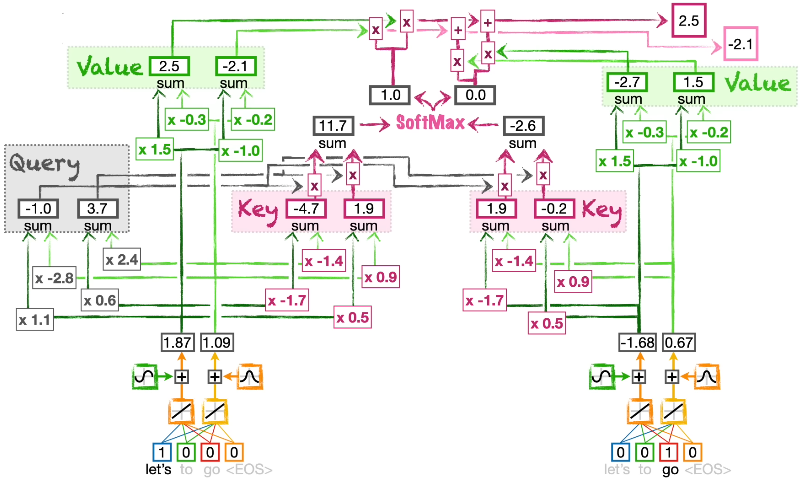 2.5
-2.1
x x x + x +
Value 2.5 -2.1
sum sum
-2.7 1.5 Value
sum sum
1.0 0.0
SoftMax
x -0.3 x -0.2
x 1.5 x -1.0
11.7 -2.6
sum sum
x -0.3 x -0.2
x 1.5 x -1.0
Query
-1.0 3.7
sum sum
x x
Key -4.7 1.9
sum sum
x x
1.9 -0.2 Key
sum sum
x 2.4
x -2.8
x 0.6
x 1.1
x -1.4
x 0.9
x -1.7
x 0.5
x -1.4
x 0.9
x -1.7
x 0.5
1.87 1.09
+ +
1 0 0 0
let's to go <EOS>
-1.68 0.67
+ +
0 0 1 0
let's to go <EOS>